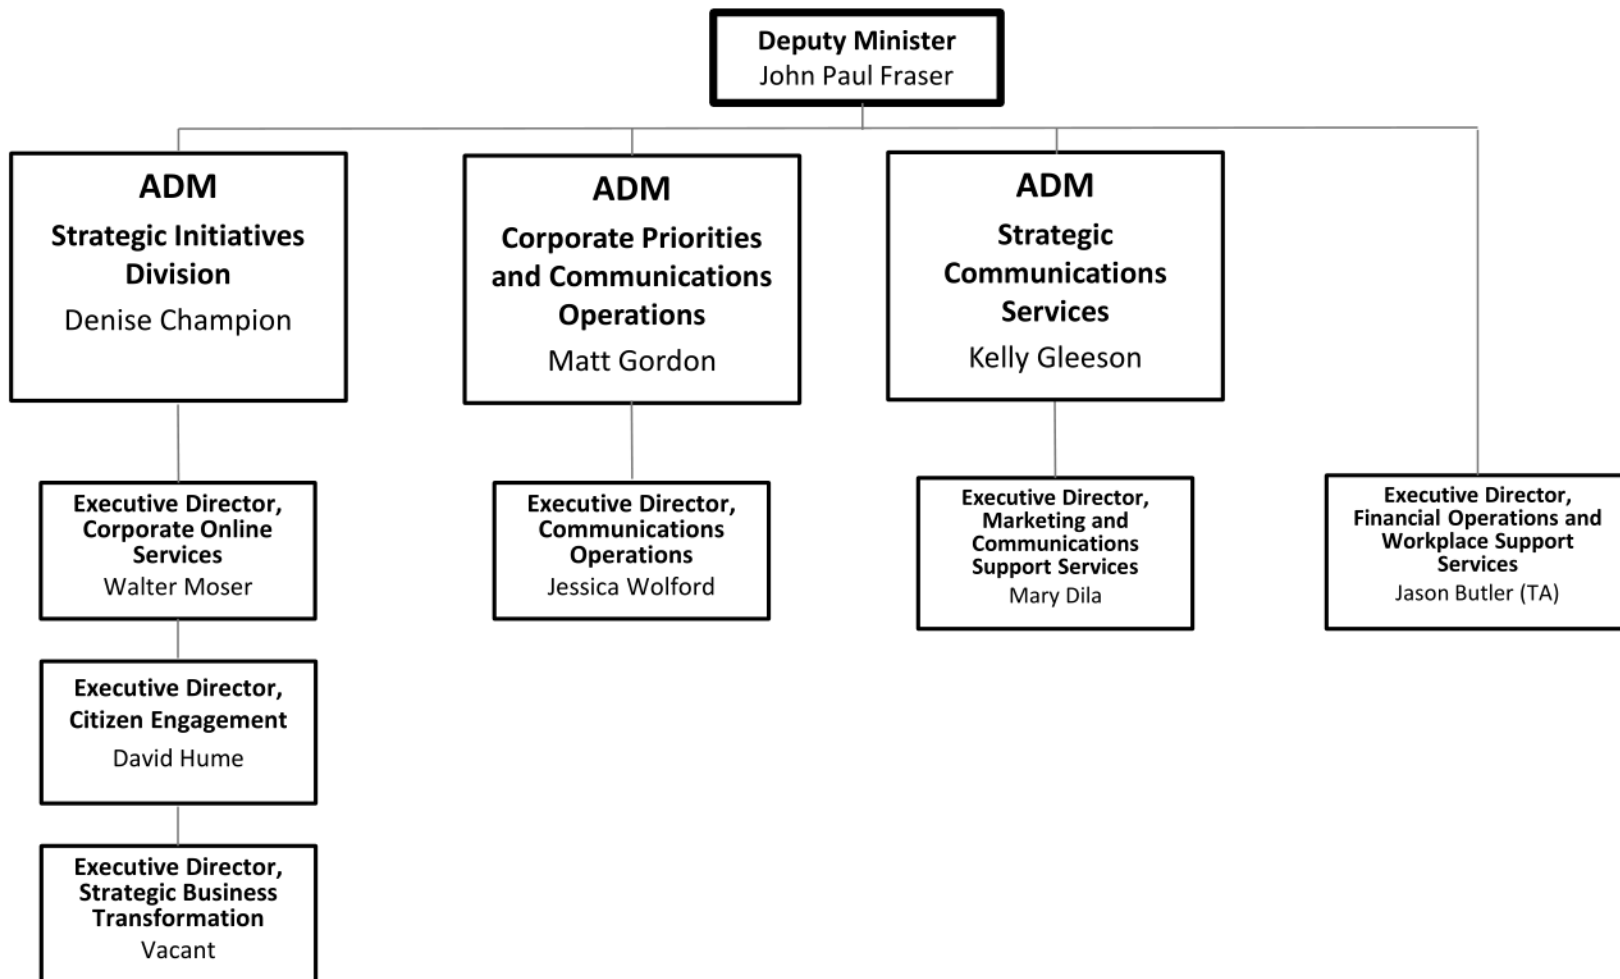 Deputy Minister
John Paul Fraser
ADM
Strategic Initiatives
Division
Denise Champion
ADM
Corporate Priorities
and Communications
Operations
Matt Gordon
ADM
Strategic
Communications
Services
Kelly Gleeson
Executive Director,
Corporate Online
Services
Walter Moser
Executive Director,
Communications
Operations
Jessica Wolford
Executive Director,
Marketing and
Communications
Support Services
Mary Dila
Executive Director,
Financial Operations and
Workplace Support
Services
Jason Butler (TA)
Executive Director,
Citizen Engagement
David Hume
Executive Director,
Strategic Business
Transformation
Vacant